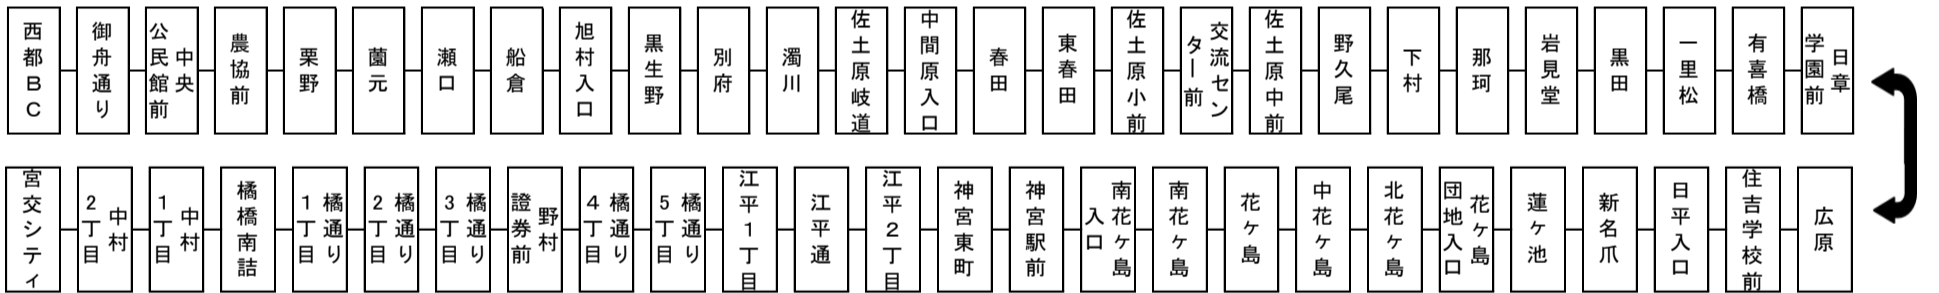 西都BC
御舟通り
中央公民館前
農協前
栗野
薗元
瀬口
船倉
旭村入口
黒生野
別府
濁川
佐土原岐道
中間原入口
春田
東春田
佐土原小前
交流センター前
佐土原中前
野久尾
下村
那珂
岩見堂
黒田
一里松
有喜橋
日章学園前
宮交シティ
中村2丁目
中村1丁目
橘橋南詰
橘通り1丁目
橘通り2丁目
橘通り3丁目
野村證券前
橘通り4丁目
橘通り5丁目
江平1丁目
江平通
江平2丁目
神宮東町
神宮駅前
南花ヶ島入口
南花ヶ島
花ヶ島
中花ヶ島
北花ヶ島
花ヶ島団地入口
蓮ヶ池
新名爪
日平入口
住吉学校前
広原